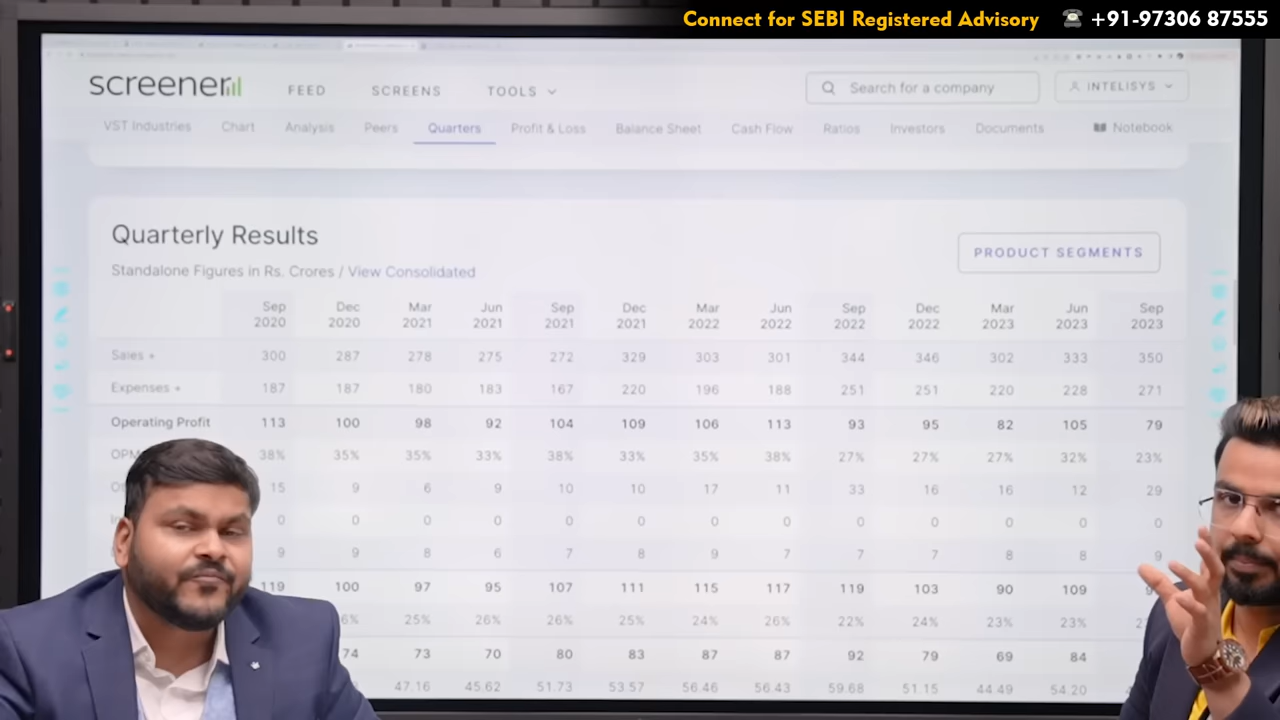 Connect for SEBI Registered Advisory ☎ +91-97306 87555
screener FEED SCREENS TOOLS Search for a company INTELISYS
VST Industries Chart Analysis Peers Quarters Profit & Loss Balance Sheet Cash Flow Ratios Investors Documents Notebook
Quarterly Results
PRODUCT SEGMENTS
Standalone Figures in Rs. Crores / View Consolidated
Sep Dec Mar Jun Sep Dec Mar Jun Sep Dec Mar Jun Sep
2020 2020 2021 2021 2021 2021 2022 2022 2022 2022 2023 2023 2023
Sales + 300 287 278 275 272 329 303 301 344 346 302 333 350
Expenses + 187 187 180 183 167 220 196 188 251 251 220 228 271
Operating Profit 113 100 98 92 104 109 106 113 93 95 82 105 79
OPM 38% 35% 35% 33% 38% 33% 35% 38% 27% 27% 27% 32% 23%
15 9 6 9 10 10 17 11 33 16 16 12 29
0 0 0 0 0 0 0 0 0 0 0 0 0
9 9 8 6 7 8 9 7 7 7 8 8 9
119 100 97 95 107 111 115 117 119 103 90 109
25% 26% 26% 25% 24% 26% 22% 24% 23% 23%
74 73 70 80 83 87 87 92 79 69 84
47.16 45.62 51.73 53.57 56.46 56.43 59.68 51.15 44.49 54.20